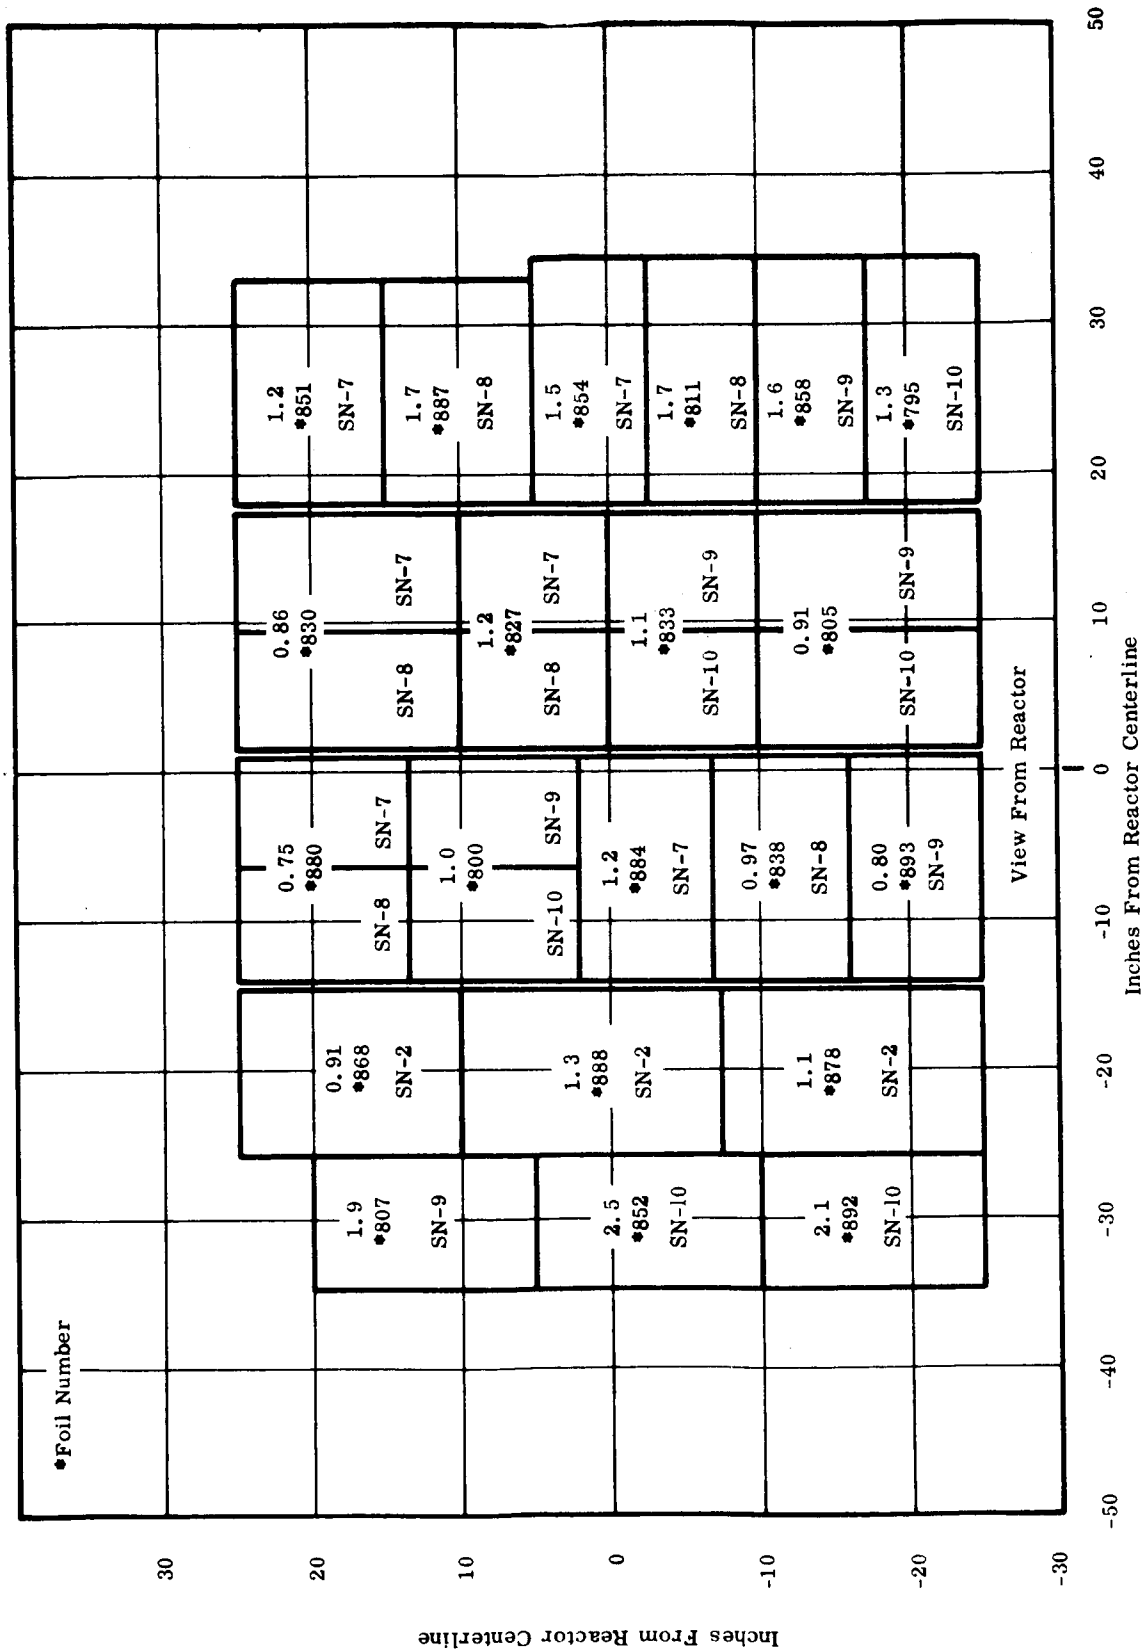 *Foil Number
1.9
*807
SN-9
2.5
*852
SN-10
2.1
*892
SN-10
0.91
*868
SN-2
1.3
*888
SN-2
1.1
*878
SN-2
0.75
*880
SN-8 SN-7
1.0
*800
SN-10 SN-9
1.2
*884
SN-7
0.97
*838
SN-8
0.80
*893
SN-9
0.86
*830
SN-8 SN-7
1.2
*827
SN-8 SN-7
1.1
*833
SN-10 SN-9
0.91
*805
SN-10 SN-9
1.2
*851
SN-7
1.7
*887
SN-8
1.5
*854
SN-7
1.7
*811
SN-8
1.6
*858
SN-9
1.3
*795
SN-10
View From Reactor
30
20
10
0
-10
-20
-30
Inches From Reactor Centerline
-50 -40 -30 -20 -10 0 10 20 30 40 50
Inches From Reactor Centerline